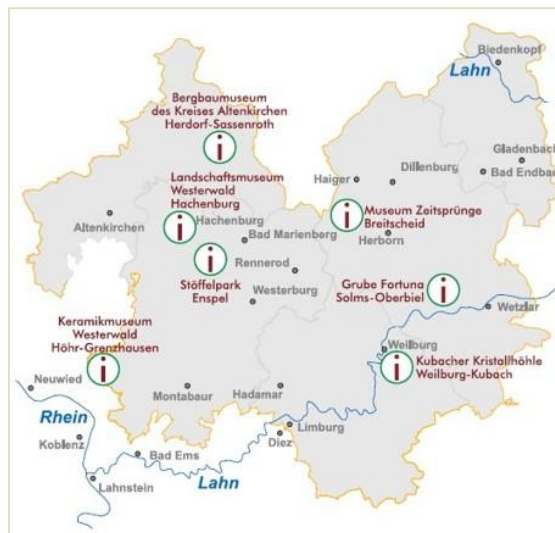 Biedenkopf
Lahn
Bergbaumuseum
des Kreises Altenkirchen
Herdorf-Sassenroth
Gladenbach
Bad Endbach
Landschaftsmuseum
Westerwald
Hachenburg
Haiger
Dillenburg
Altenkirchen
Hachenburg
Museum Zeitsprünge
Breitscheid
Herborn
Bad Marienberg
Rennerod
Stöffelpark
Enspel
Westerburg
Grube Fortuna
Solms-Oberbiel
Wetzlar
Keramikmuseum
Westerwald
Höhr-Grenzhausen
Weilburg
Kubacher Kristallhöhle
Weilburg-Kubach
Neuwied
Montabaur
Hadamar
Rhein
Koblenz
Limburg
Diez
Bad Ems
Lahn
Lahnstein
i
i
i
i
i
i
i